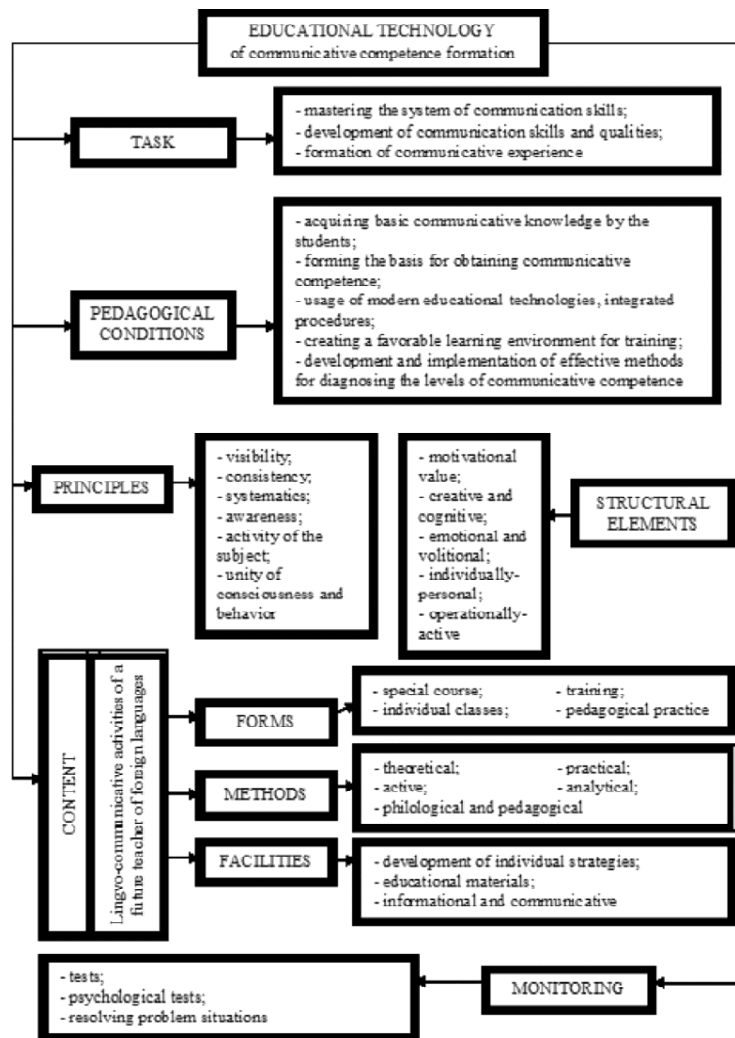 EDUCATIONAL TECHNOLOGY
of communicative competence formation
TASK
- mastering the system of communication skills;
- development of communication skills and qualities;
- formation of communicative experience
PEDAGOGICAL
CONDITIONS
- acquiring basic communicative knowledge by the
students;
- forming the basis for obtaining communicative
competence;
- usage of modern educational technologies, integrated
procedures;
- creating a favorable learning environment for training;
- development and implementation of effective methods
for diagnosing the levels of communicative competence
PRINCIPLES
- visibility;
- consistency;
- systematics;
- awareness;
- activity of the
subject;
- unity of
consciousness and
behavior
- motivational
value;
- creative and
cognitive;
- emotional and
volitional;
- individually-
personal;
- operationally-
active
STRUCTURAL
ELEMENTS
CONTENT
Lingvo-communicative activities of a
future teacher of foreign languages
FORMS
- special course; - training;
- individual classes; - pedagogical practice
METHODS
- theoretical; - practical;
- active; - analytical;
- philological and pedagogical
FACILITIES
- development of individual strategies;
- educational materials;
- informational and communicative
- tests;
- psychological tests;
- resolving problem situations
MONITORING